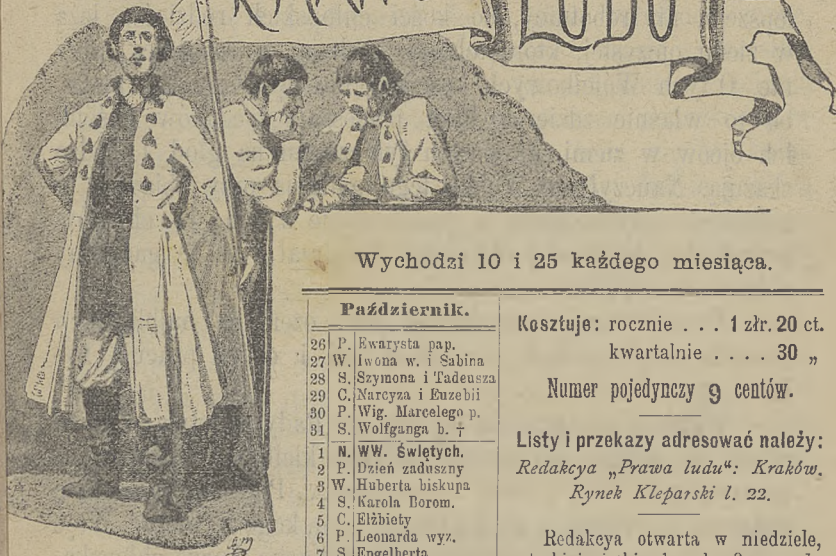 LUDU
Wychodzi 10 i 25 każdego miesiąca.
Październik.
26 P. Ewarysta pap.
27 W. Iwona w. i Sabina
28 S. Szymona i Tadeusza
29 C. Narcyza i Euzebii
30 P. Wig. Marcelego p.
31 S. Wolfganga b. †
1 N. WW. Świętych.
2 P. Dzień zaduszny
3 W. Huberta biskupa
4 S. Karola Borom.
5 C. Elżbiety
6 P. Leonarda wyz.
7 S. Engelberta
Kosztuje: rocznie . . . 1 złr. 20 ct.
kwartalnie . . . . 30 „
Numer pojedynczy 9 centów.
Listy i przekazy adresować należy:
Redakcya „Prawa ludu“: Kraków.
Rynek Kleparski l. 22.
Redakcya otwarta w niedziele,